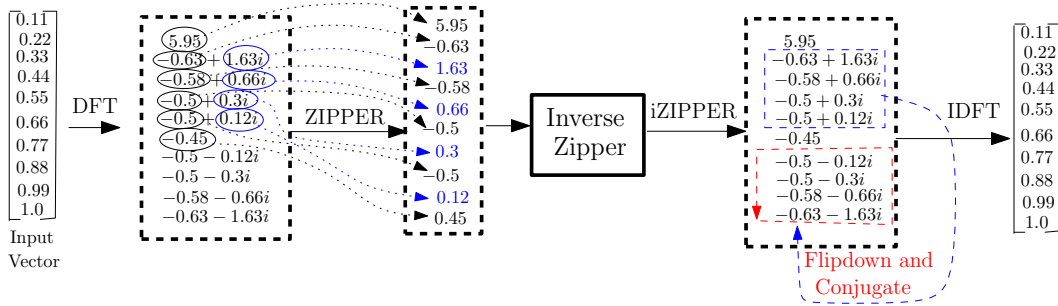 0.11
0.22
0.33
0.44
0.55
0.66
0.77
0.88
0.99
1.0
Input
Vector
DFT
5.95
−0.63 + 1.63i
−0.58 + 0.66i
−0.5 + 0.3i
−0.5 + 0.12i
−0.45
−0.5 − 0.12i
−0.5 − 0.3i
−0.58 − 0.66i
−0.63 − 1.63i
ZIPPER
5.95
−0.63
1.63
−0.58
0.66
−0.5
0.3
−0.5
0.12
0.45
Inverse
Zipper
iZIPPER
5.95
−0.63 + 1.63i
−0.58 + 0.66i
−0.5 + 0.3i
−0.5 + 0.12i
−0.45
−0.5 − 0.12i
−0.5 − 0.3i
−0.58 − 0.66i
−0.63 − 1.63i
Flipdown and
Conjugate
IDFT
0.11
0.22
0.33
0.44
0.55
0.66
0.77
0.88
0.99
1.0